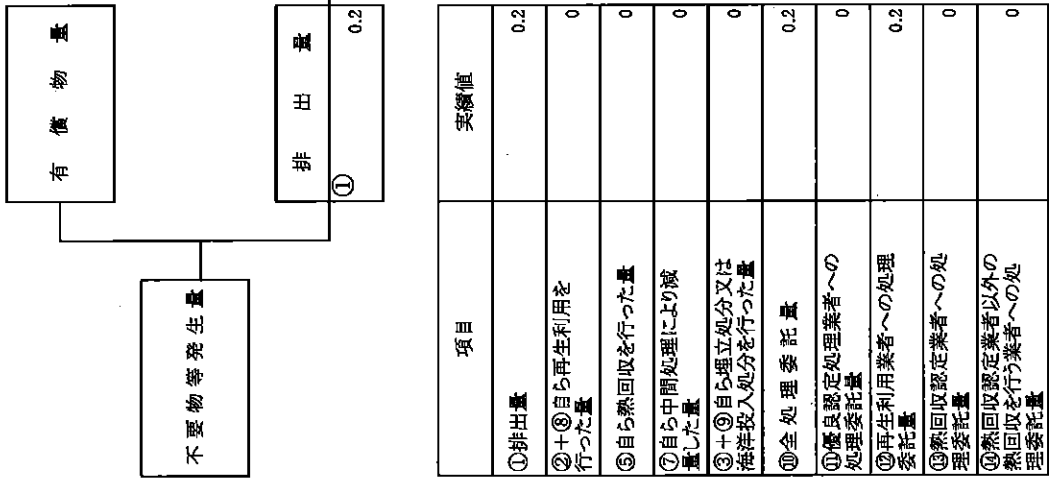 有償物量
不要物等発生量
排出量
①
0.2
項目
実績値
①排出量
0.2
②+⑧自ら再生利用を
行った量
0
⑤自ら熱回収を行った量
0
⑦自ら中間処理により減
量した量
0
③+⑨自ら埋立処分又は
海洋投入処分を行った量
0
⑩全処理委託量
0.2
⑪優良認定処理業者への
処理委託量
0
⑫再生利用業者への処理
委託量
0.2
⑬熱回収認定業者への処
理委託量
0
⑭熱回収認定業者以外の
熱回収を行う業者への処
理委託量
0